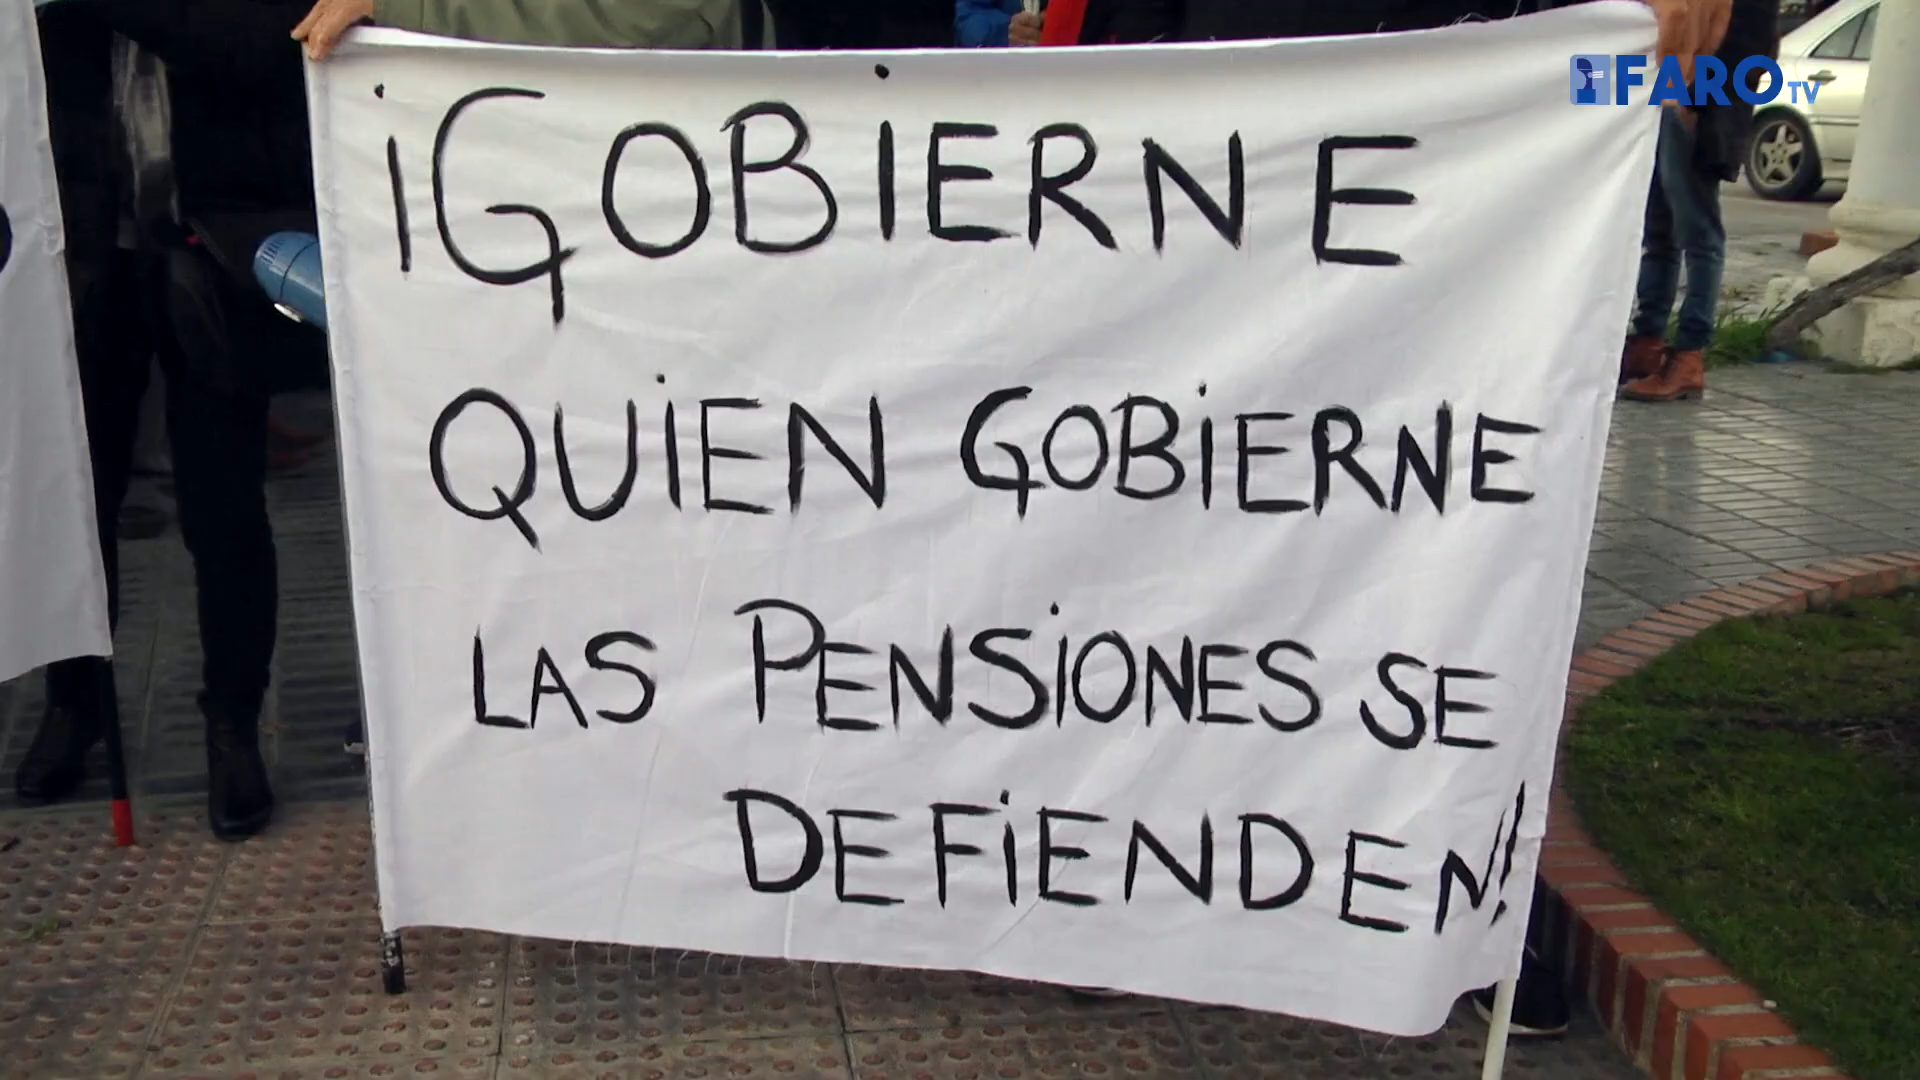 FARO TV
¡GOBIERNE
QUIEN GOBIERNE
LAS PENSIONES SE
DEFIENDEN!!